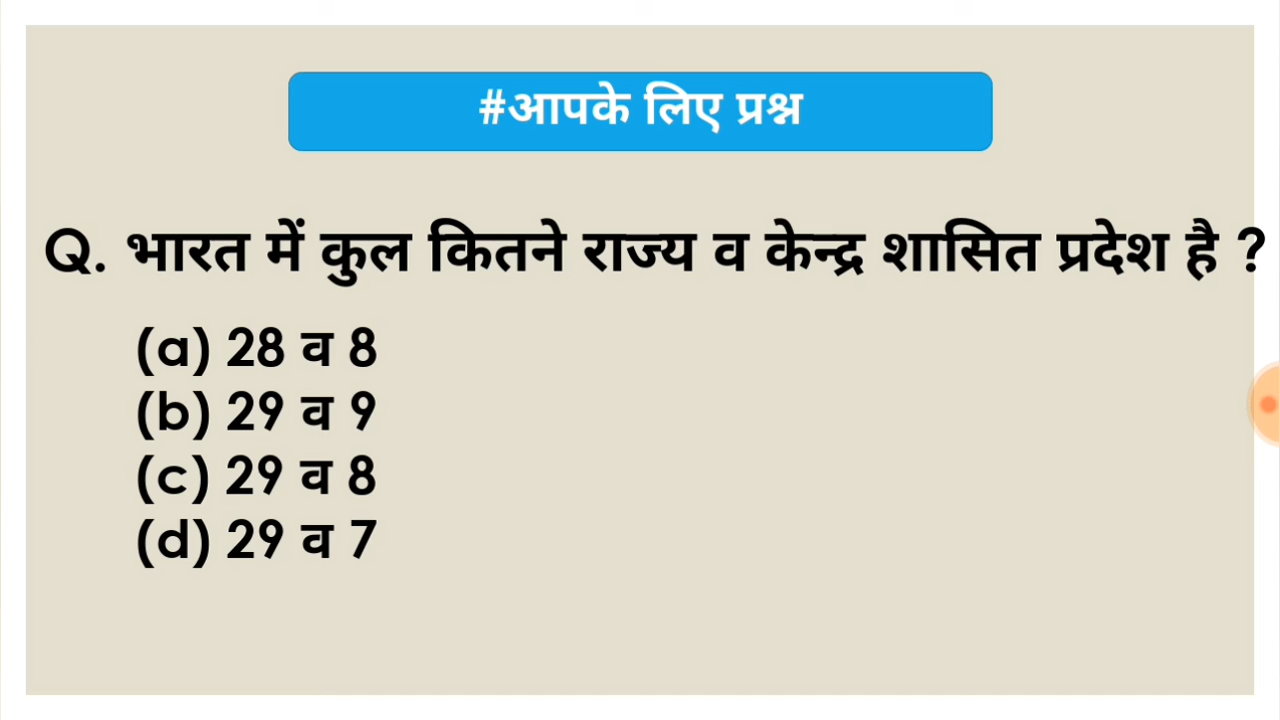 #आपके लिए प्रश्न
Q. भारत में कुल कितने राज्य व केन्द्र शासित प्रदेश है ?
(a) 28 व 8
(b) 29 व 9
(c) 29 व 8
(d) 29 व 7